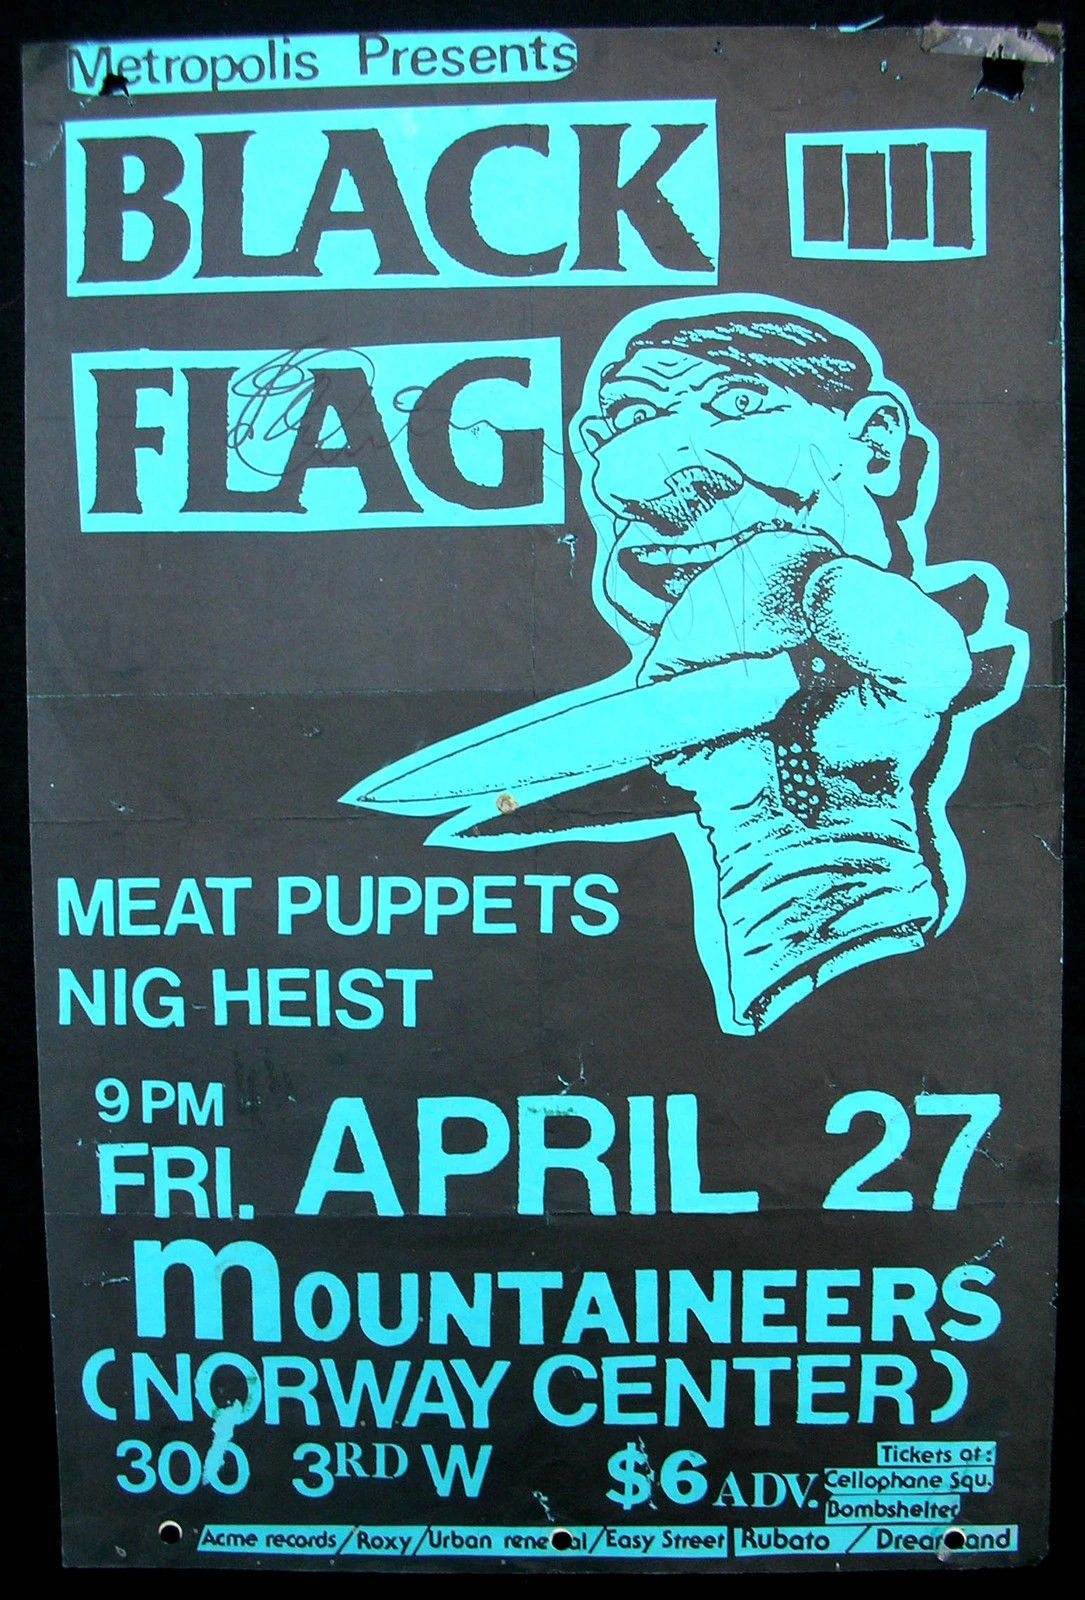 Metropolis Presents
BLACK
FLAG
MEAT PUPPETS
NIG HEIST
9 PM
FRI. APRIL 27
MOUNTAINEERS
(NORWAY CENTER)
300 3RD W $6 ADV.
Tickets at:
Cellophane Squ.
Bombshelter
Acme records/Roxy/Urban renewal/Easy Street Rubato / Dreamland